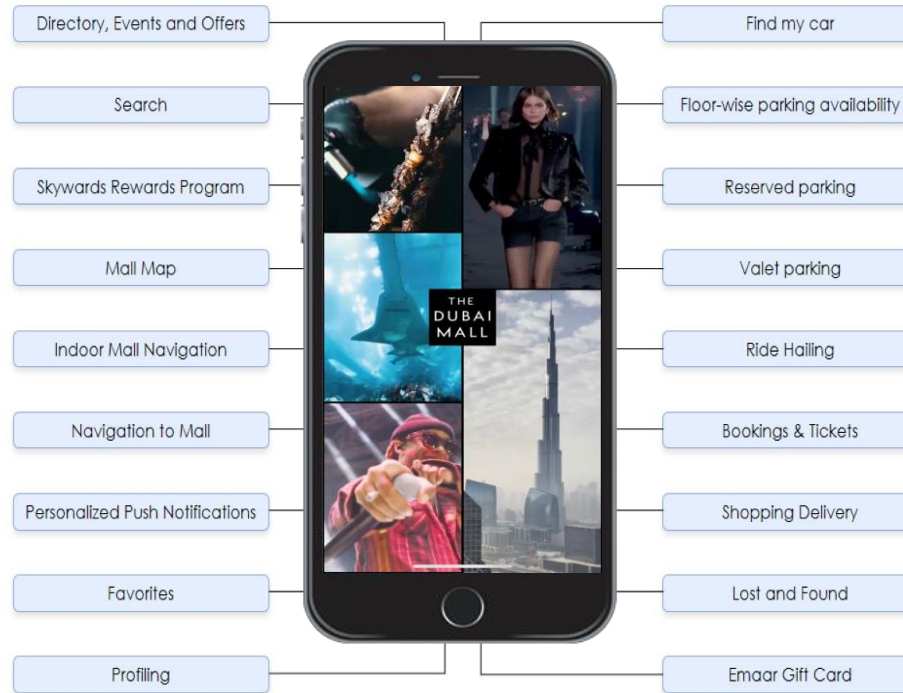 Directory, Events and Offers
Search
Skywards Rewards Program
Mall Map
Indoor Mall Navigation
Navigation to Mall
Personalized Push Notifications
Favorites
Profiling
THE
DUBAI
MALL
Find my car
Floor-wise parking availability
Reserved parking
Valet parking
Ride Hailing
Bookings & Tickets
Shopping Delivery
Lost and Found
Emaar Gift Card